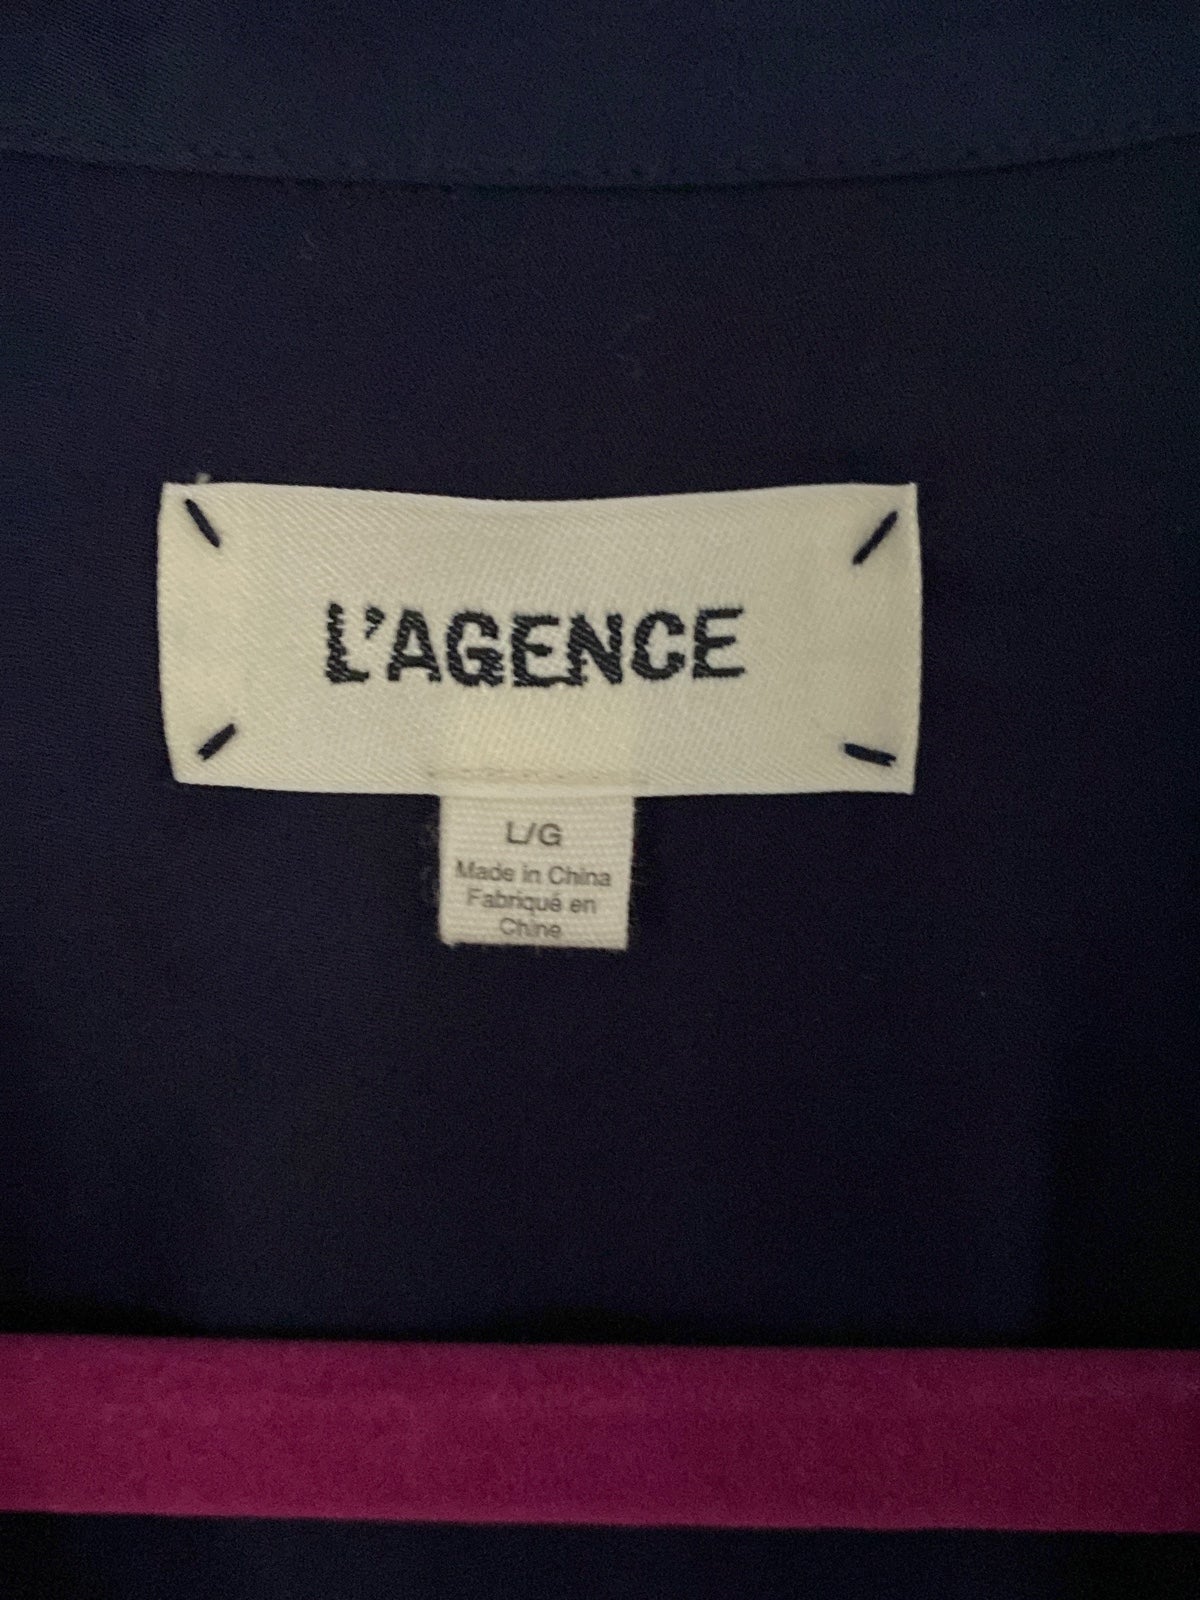 L'AGENCE
L/G
Made in China
Fabriqué en
Chine